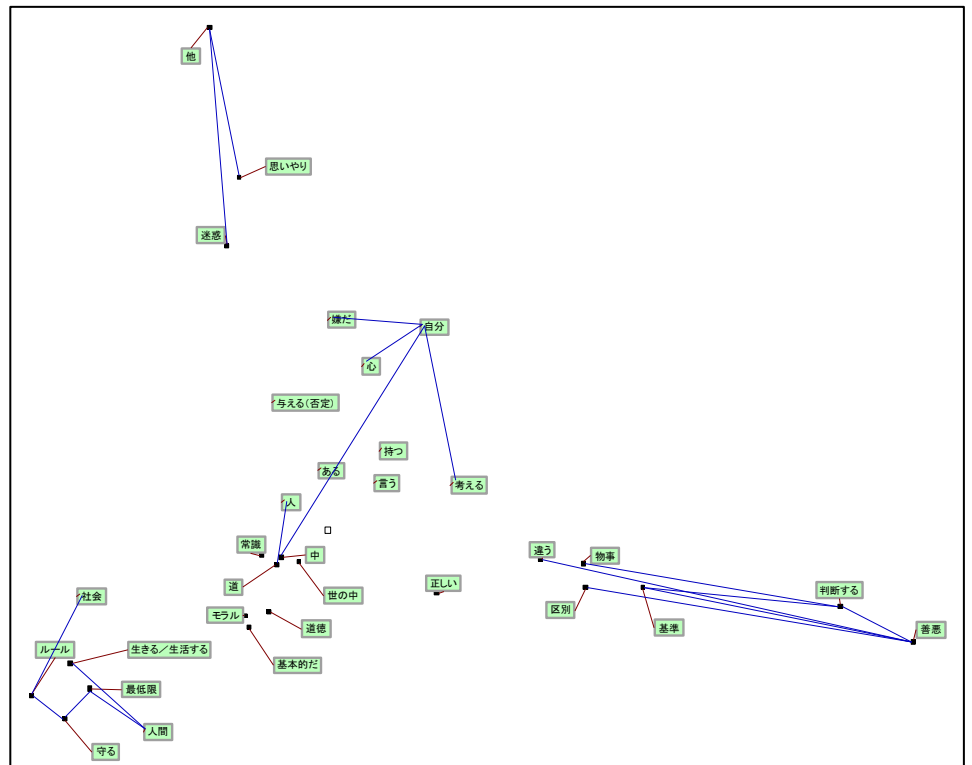 他
思いやり
迷惑
嫌だ
自分
心
与える（否定）
持つ
ある
言う
考える
人
常識
中
違う
物事
道
世の中
正しい
判断する
社会
区別
モラル
道徳
基準
善悪
ルール
生きる／生活する
基本的だ
最低限
人間
守る